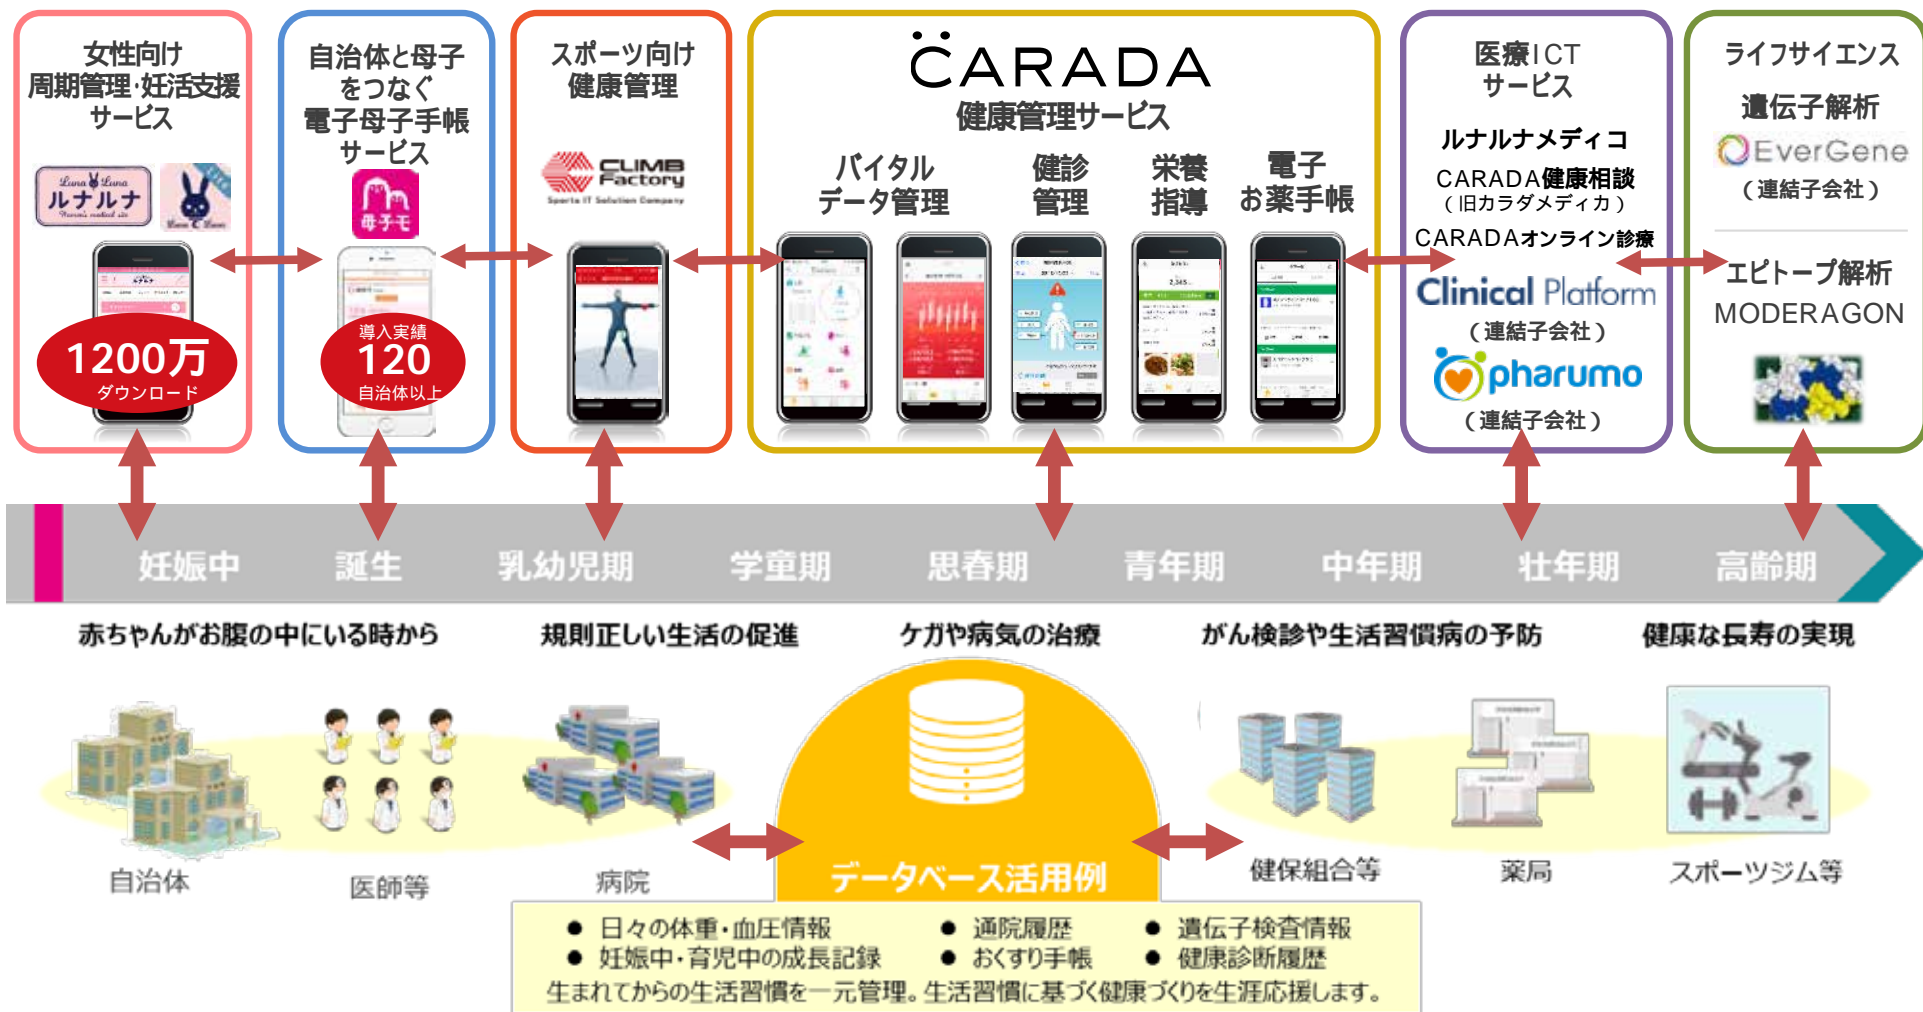 女性向け
周期管理・妊活支援
サービス
Luna Luna
ルナルナ
1200万
ダウンロード
自治体と母子
をつなぐ
電子母子手帳
サービス
母子モ
導入実績
120
自治体以上
スポーツ向け
健康管理
CLIMB
Factory
Sports IT Solution Company
CARADA
健康管理サービス
バイタル
データ管理
健診
管理
栄養
指導
電子
お薬手帳
医療ICT
サービス
ルナルナメディコ
CARADA健康相談
(旧カラダメディカ)
CARADAオンライン診療
Clinical Platform
(連結子会社)
pharumo
(連結子会社)
ライフサイエンス
遺伝子解析
EverGene
(連結子会社)
エピトープ解析
MODERAGON
妊娠中
誕生
乳幼児期
学童期
思春期
青年期
中年期
壮年期
高齢期
赤ちゃんがお腹の中にいる時から
規則正しい生活の促進
ケガや病気の治療
がん検診や生活習慣病の予防
健康な長寿の実現
自治体
医師等
病院
データベース活用例
健保組合等
薬局
スポーツジム等
● 日々の体重・血圧情報
● 通院履歴
● 遺伝子検査情報
● 妊娠中・育児中の成長記録
● おくすり手帳
● 健康診断履歴
生まれてからの生活習慣を一元管理。生活習慣に基づく健康づくりを生涯応援します。